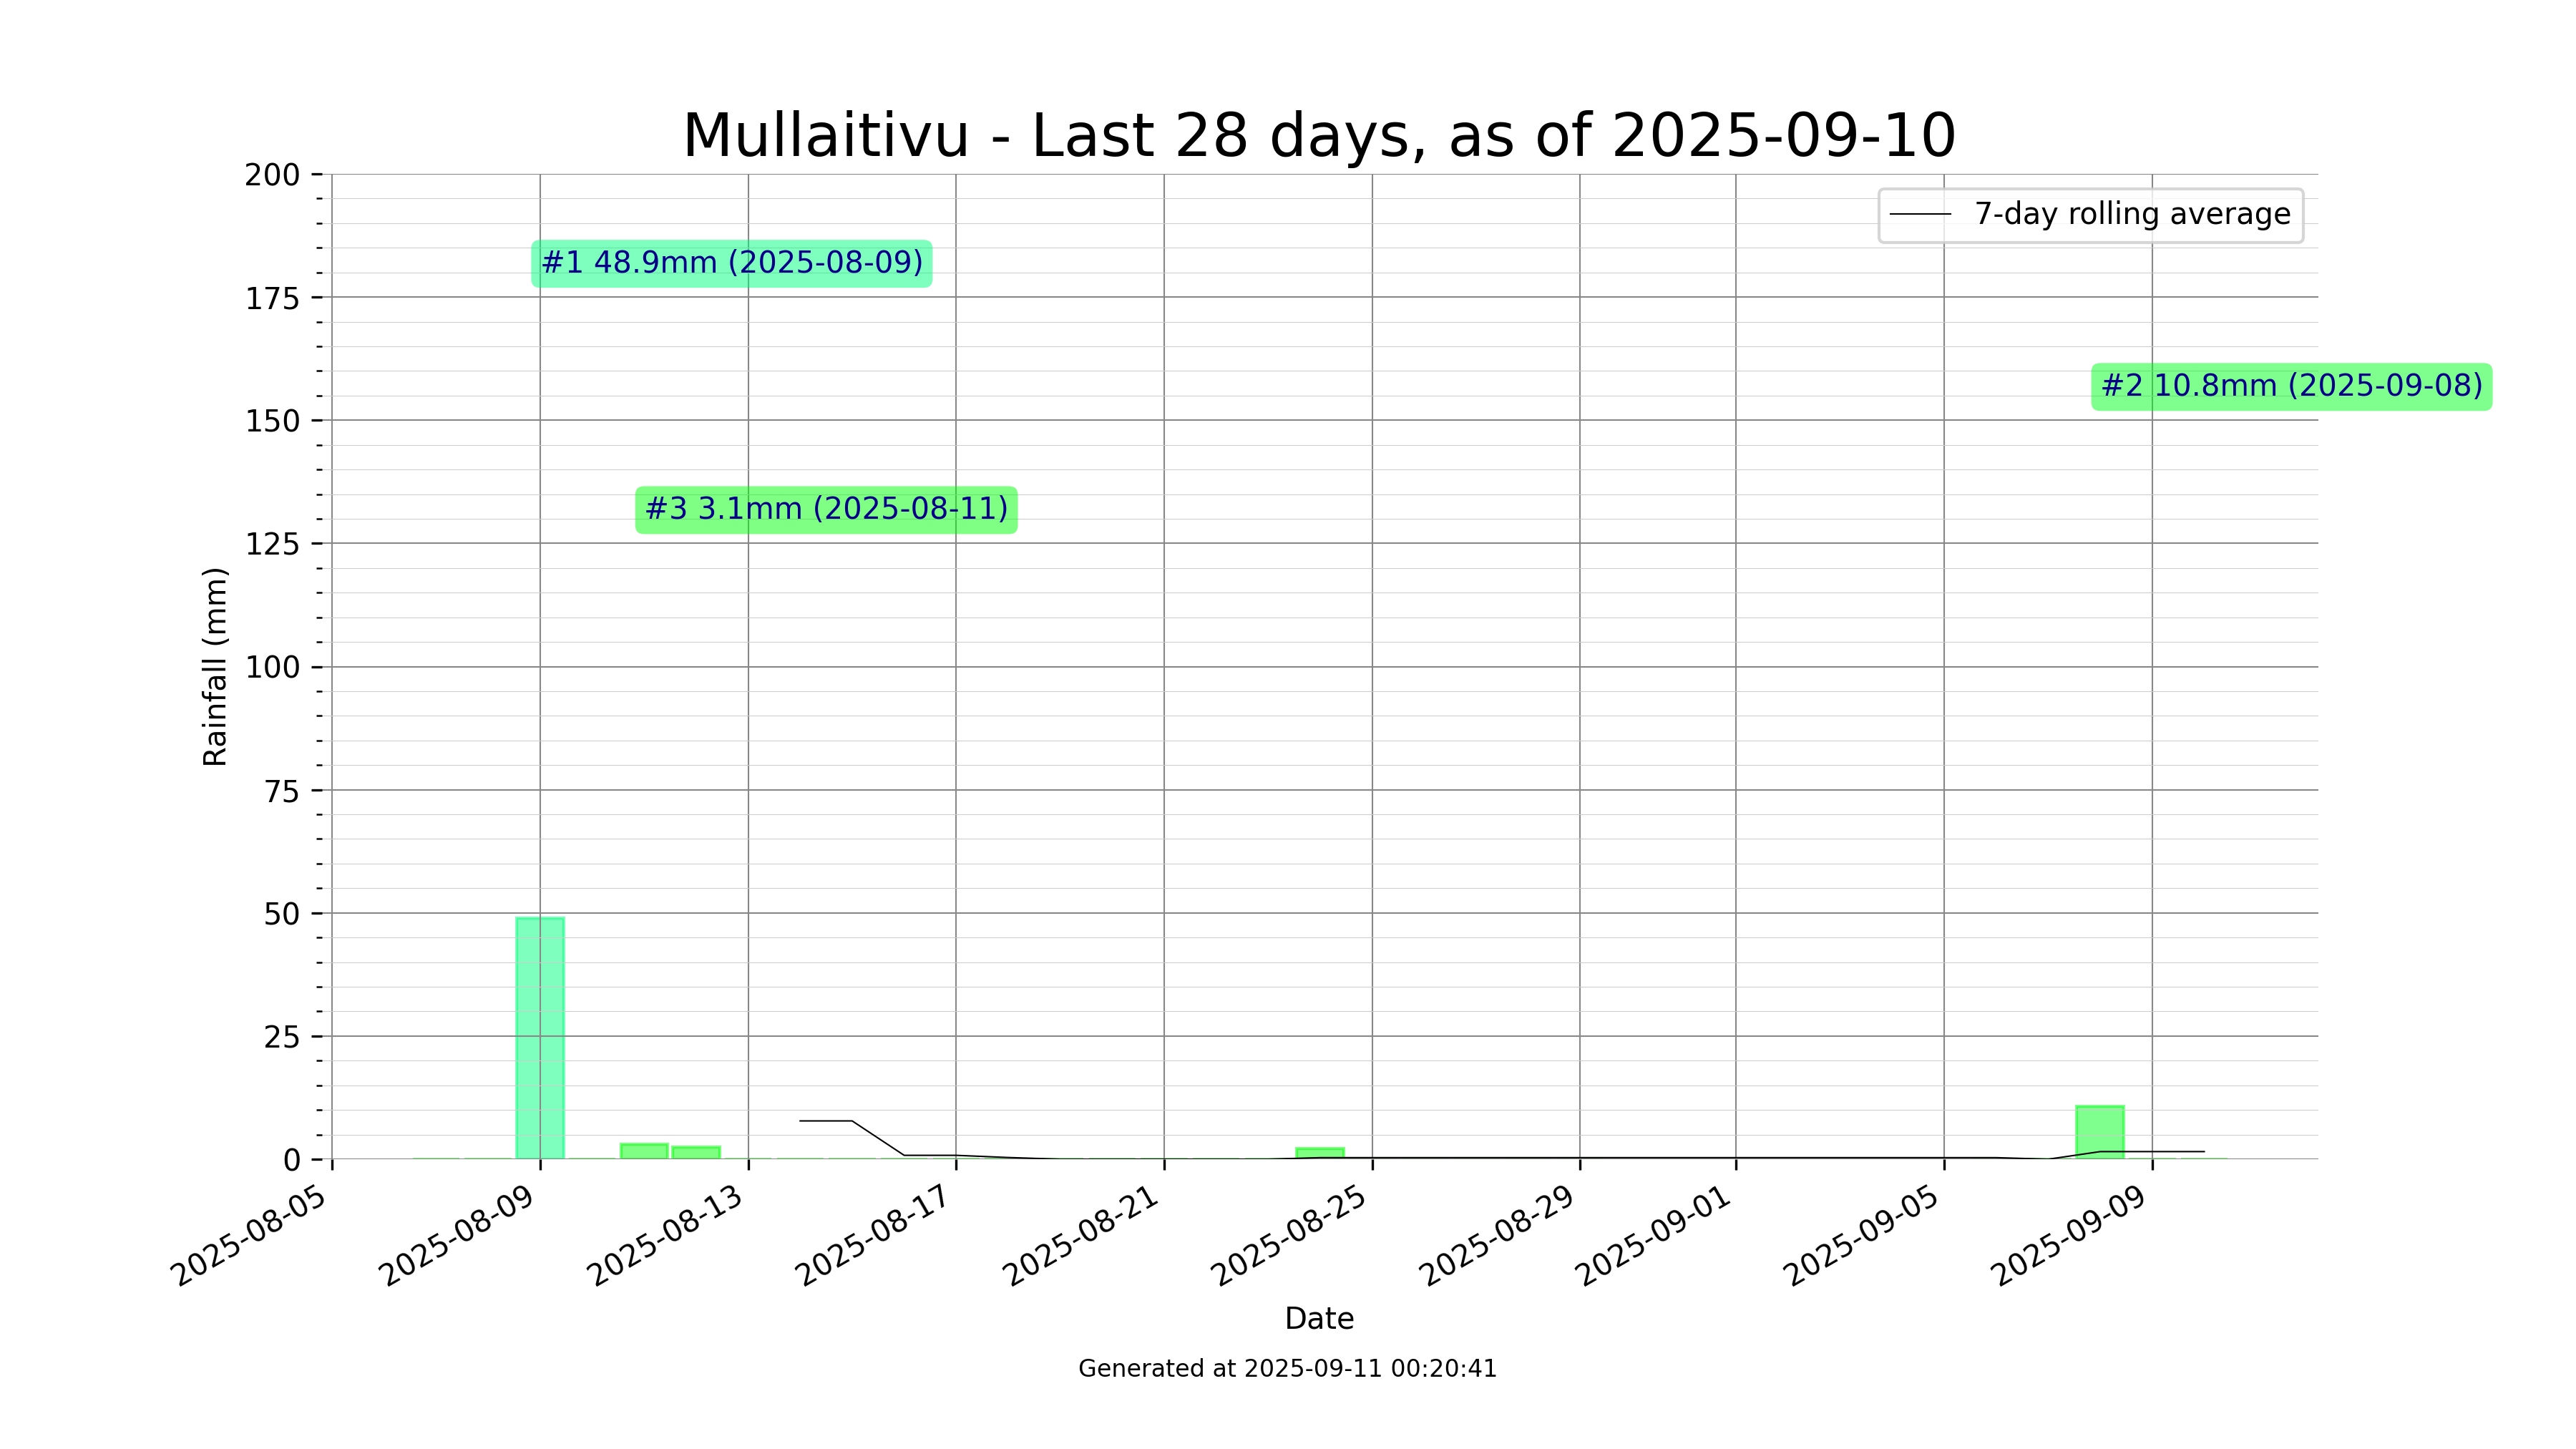 Mullaitivu - Last 28 days, as of 2025-09-10
200
175
150
125
100
75
50
25
0
Rainfall (mm)
7-day rolling average
#1 48.9mm (2025-08-09)
#2 10.8mm (2025-09-08)
#3 3.1mm (2025-08-11)
2025-08-05
2025-08-09
2025-08-13
2025-08-17
2025-08-21
2025-08-25
2025-08-29
2025-09-01
2025-09-05
2025-09-09
Date
Generated at 2025-09-11 00:20:41